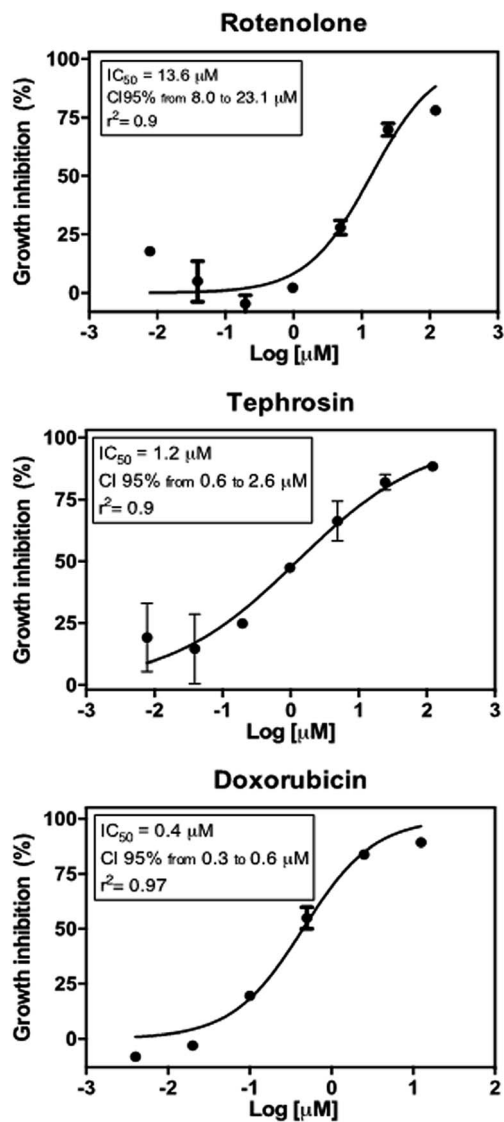 Rotenolone
IC50 = 13.6 μM
CI95% from 8.0 to 23.1 μM
r2= 0.9
Growth inhibition (%)
100
75
50
25
0
-3 -2 -1 0 1 2 3
Log [μM]
Tephrosin
IC50 = 1.2 μM
CI 95% from 0.6 to 2.6 μM
r2= 0.9
Growth inhibition (%)
100
75
50
25
0
-3 -2 -1 0 1 2 3
Log [μM]
Doxorubicin
IC50 = 0.4 μM
CI 95% from 0.3 to 0.6 μM
r2= 0.97
Growth inhibition (%)
100
75
50
25
0
-3 -2 -1 0 1 2
Log [μM]